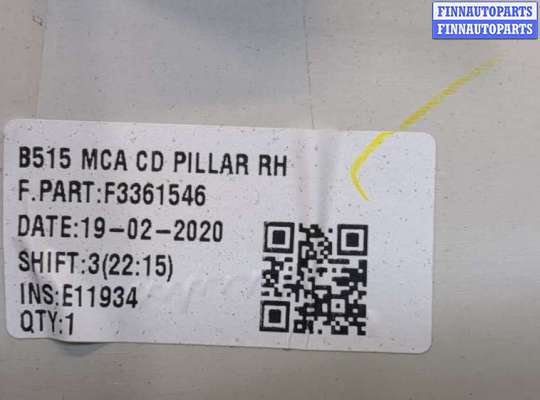 FINNAUTOPARTS
FINNAUTOPARTS
B515 MCA CD PILLAR RH
F.PART:F3361546
DATE:19-02-2020
SHIFT:3(22:15)
INS:E11934
QTY:1